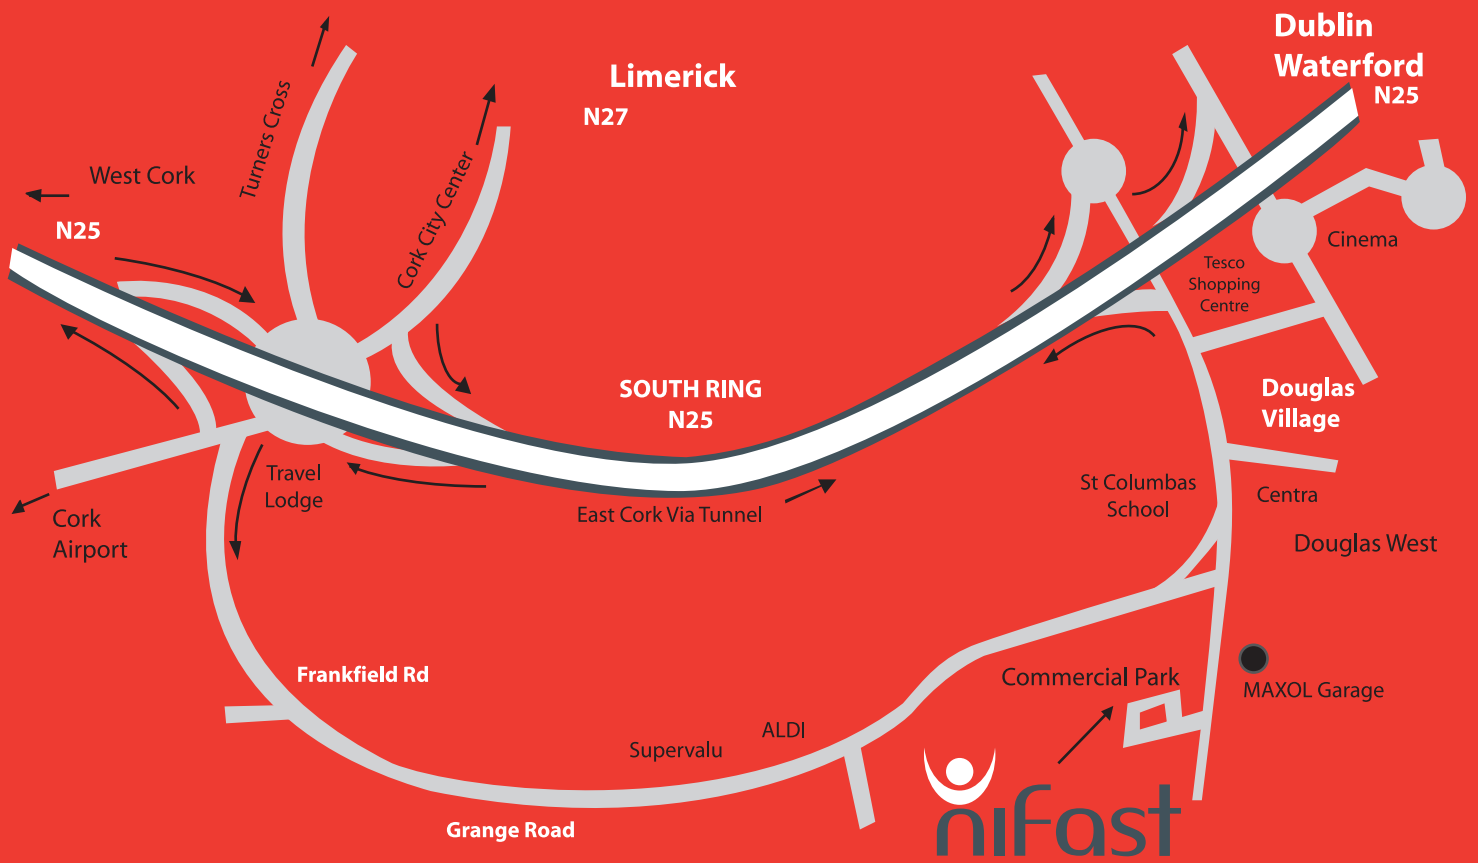 Dublin
Waterford
N25
Limerick
N27
Turners Cross
Cork City Center
West Cork
N25
Cinema
Tesco
Shopping
Centre
SOUTH RING
N25
Douglas
Village
Travel
Lodge
East Cork Via Tunnel
St Columbas
School
Centra
Cork
Airport
Douglas West
Frankfield Rd
Commercial Park
MAXOL Garage
ALDI
Supervalu
Grange Road
nifast